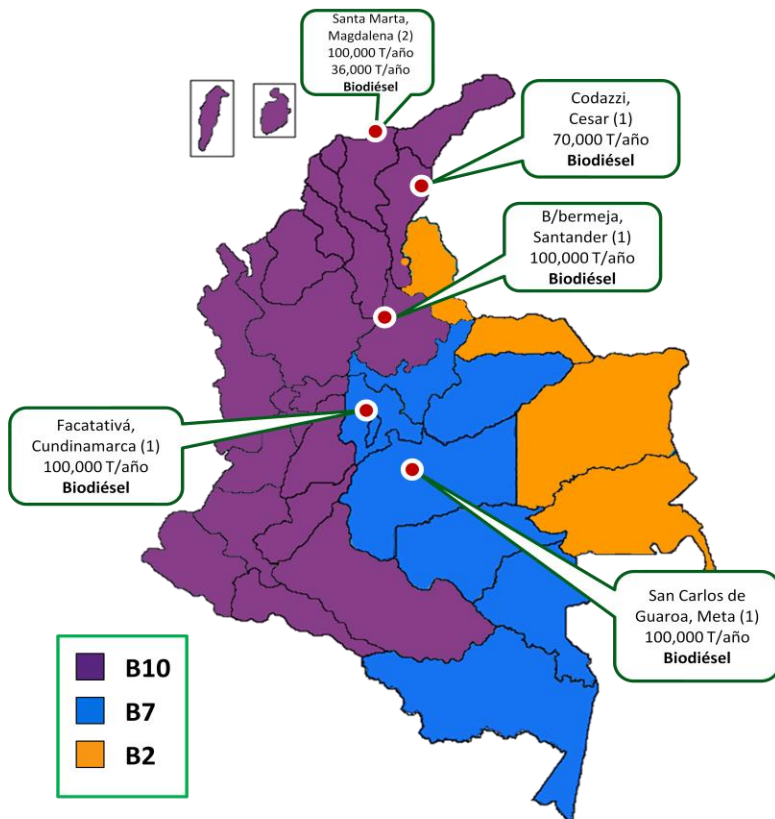 Santa Marta,
Magdalena (2)
100,000 T/año
36,000 T/año
Biodiésel
Codazzi,
Cesar (1)
70,000 T/año
Biodiésel
B/bermeja,
Santander (1)
100,000 T/año
Biodiésel
Facatativá,
Cundinamarca (1)
100,000 T/año
Biodiésel
San Carlos de
Guaroa, Meta (1)
100,000 T/año
Biodiésel
B10
B7
B2